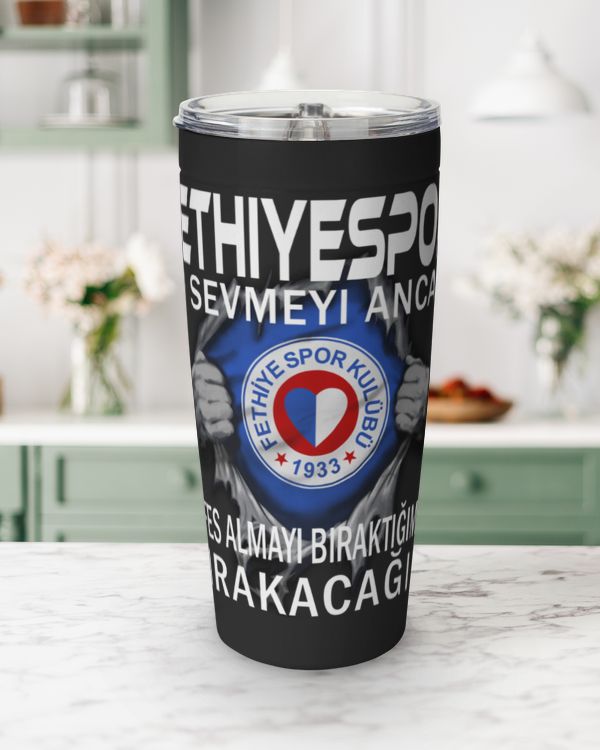 ETHIYESPO
SEVMEYI ANCA
FETHİYE SPOR KULÜBÜ
1933
ES ALMAYI BIRAKTIĞIM
RAKACAĞI